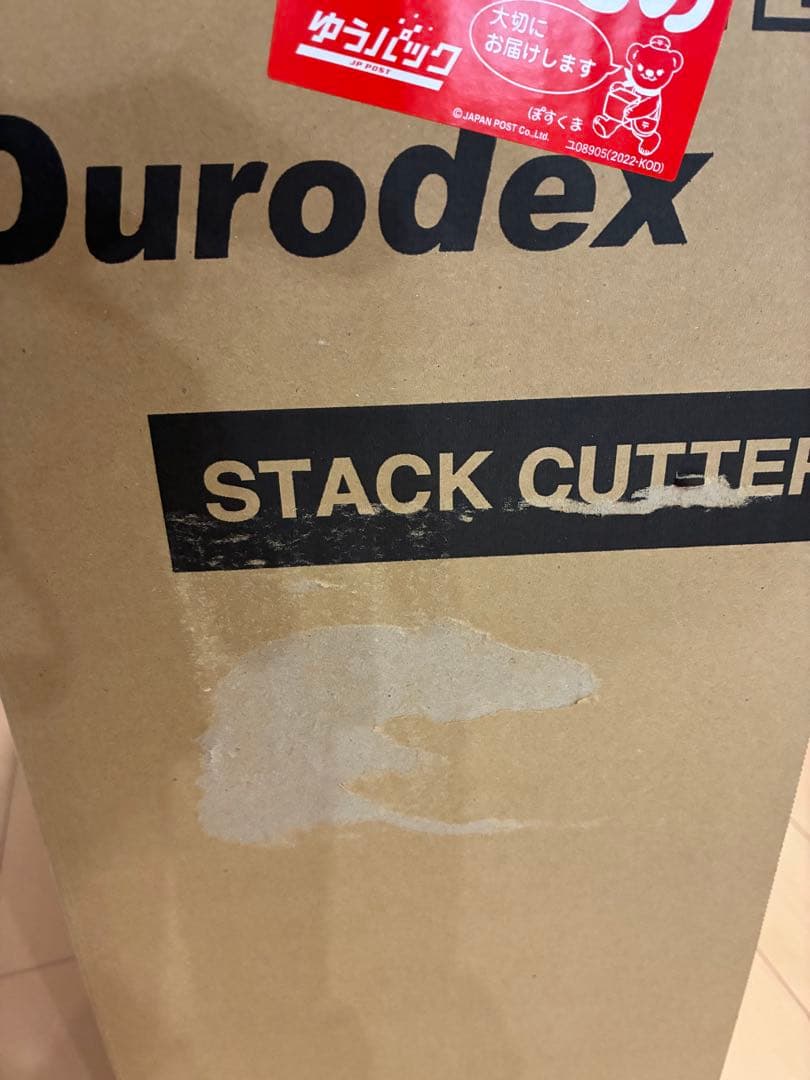 ゆうパック
JP POST
大切に
お届けします
ぽすくま
©JAPAN POST Co.,Ltd.
ユ08905(2022-KOD)
Durodex
STACK CUTTER